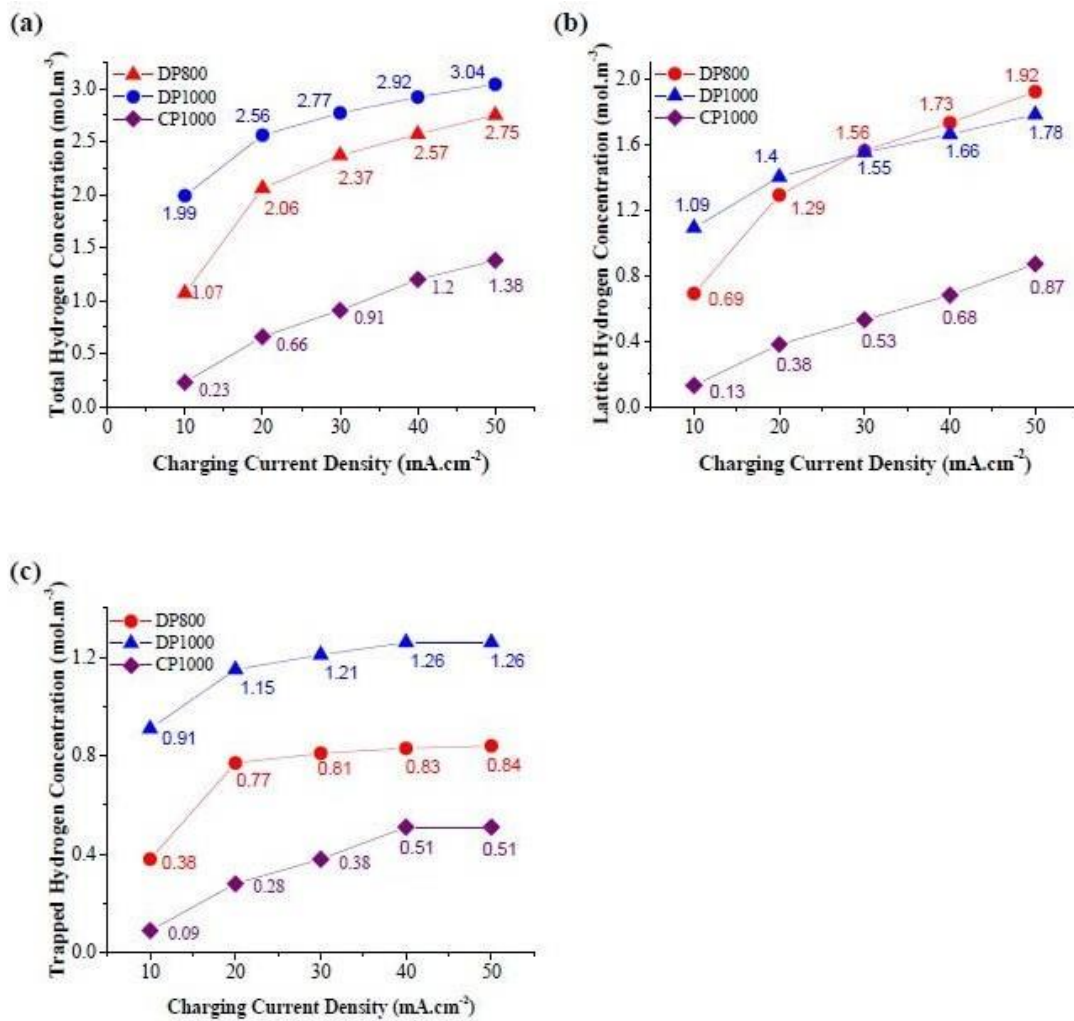 (a)
Total Hydrogen Concentration (mol.m-3)
DP800
DP1000
CP1000
3.0
2.5
2.0
1.5
1.0
0.5
0.0
1.99
2.56
2.77
2.92
3.04
1.07
2.06
2.37
2.57
2.75
0.23
0.66
0.91
1.2
1.38
10 20 30 40 50
Charging Current Density (mA.cm-2)
(b)
Lattice Hydrogen Concentration (mol.m-3)
DP800
DP1000
CP1000
2.0
1.6
1.2
0.8
0.4
0.0
1.09
1.4
1.56
1.73
1.92
0.69
1.29
1.55
1.66
1.78
0.13
0.38
0.53
0.68
0.87
10 20 30 40 50
Charging Current Density (mA.cm-2)
(c)
Trapped Hydrogen Concentration (mol.m-3)
DP800
DP1000
CP1000
1.2
0.8
0.4
0.0
0.91
1.15
1.21
1.26
1.26
0.38
0.77
0.81
0.83
0.84
0.09
0.28
0.38
0.51
0.51
10 20 30 40 50
Charging Current Density (mA.cm-2)